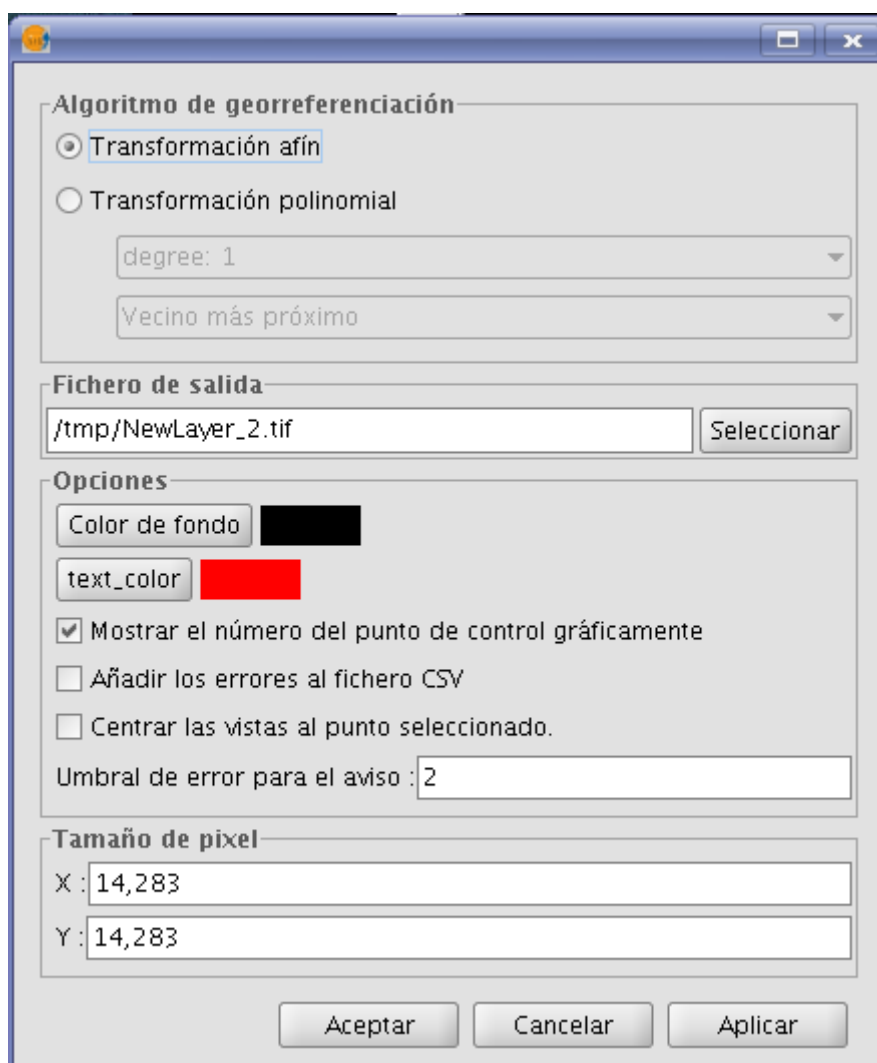 Algoritmo de georreferenciación
Transformación afín
Transformación polinomial
degree: 1
Vecino más próximo
Fichero de salida
/tmp/NewLayer_2.tif
Seleccionar
Opciones
Color de fondo
text_color
Mostrar el número del punto de control gráficamente
Añadir los errores al fichero CSV
Centrar las vistas al punto seleccionado.
Umbral de error para el aviso : 2
Tamaño de pixel
X : 14,283
Y : 14,283
Aceptar Cancelar Aplicar